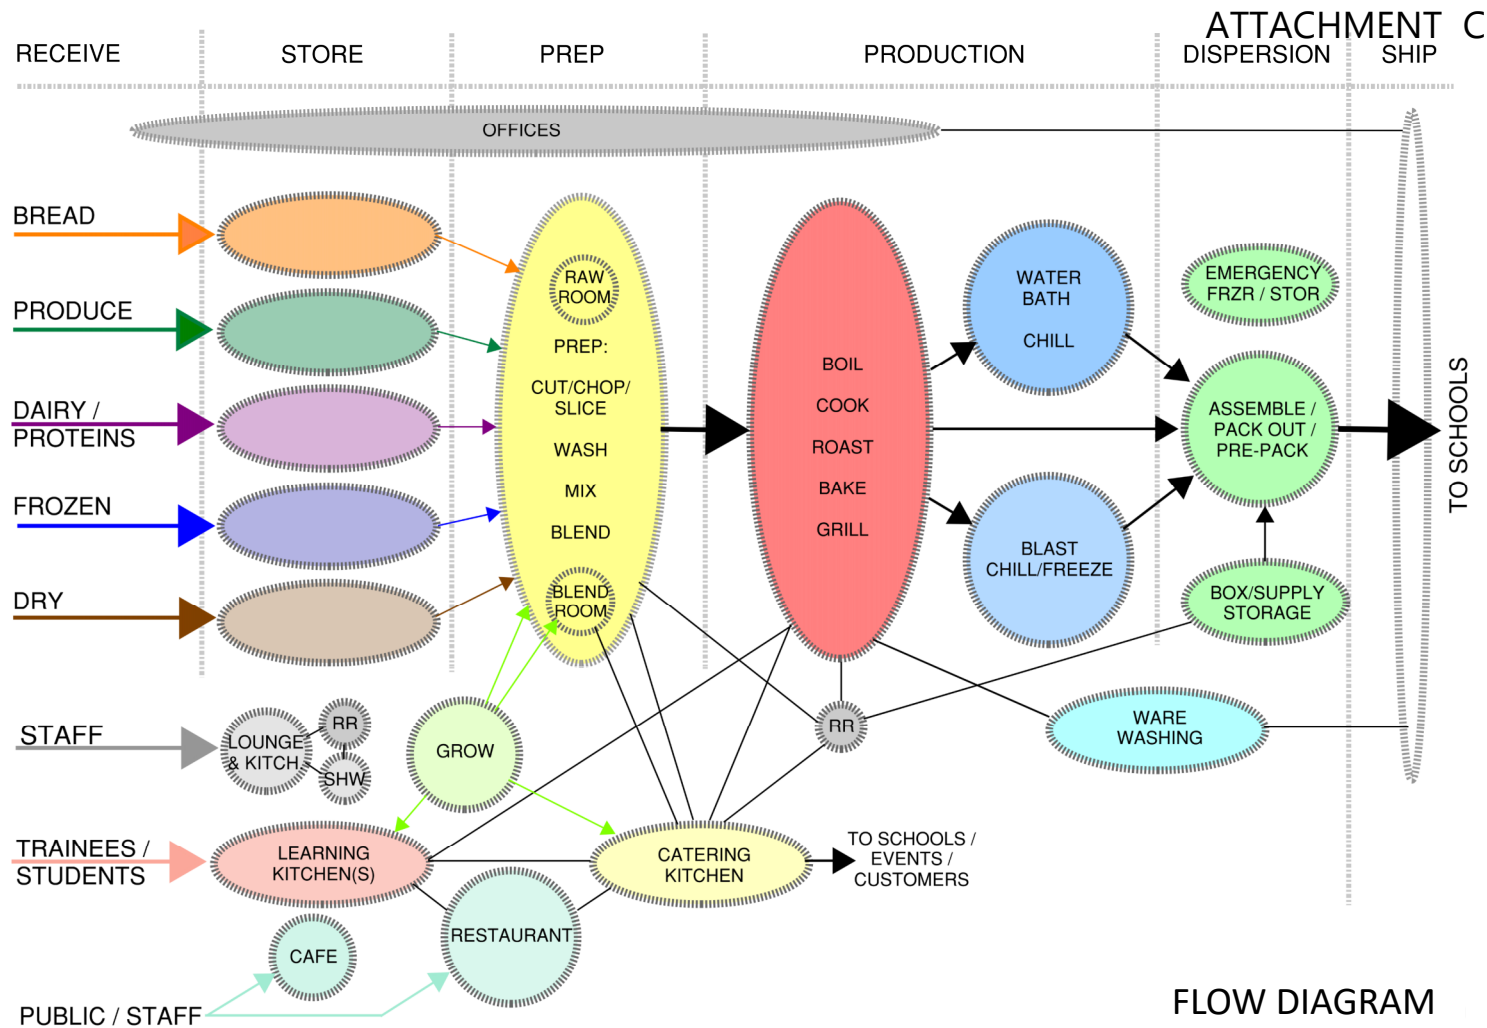 ATTACHMENT C
RECEIVE
STORE
PREP
PRODUCTION
DISPERSION
SHIP
OFFICES
BREAD
PRODUCE
DAIRY /
PROTEINS
FROZEN
DRY
RAW
ROOM
PREP:
CUT/CHOP/
SLICE
WASH
MIX
BLEND
BLEND
ROOM
BOIL
COOK
ROAST
BAKE
GRILL
WATER
BATH
CHILL
BLAST
CHILL/FREEZE
EMERGENCY
FRZR / STOR
ASSEMBLE /
PACK OUT /
PRE-PACK
BOX/SUPPLY
STORAGE
TO SCHOOLS
STAFF
LOUNGE
& KITCH.
RR
SHW
GROW
RR
WARE
WASHING
TRAINEES /
STUDENTS
LEARNING
KITCHEN(S)
CATERING
KITCHEN
TO SCHOOLS /
EVENTS /
CUSTOMERS
RESTAURANT
CAFE
PUBLIC / STAFF
FLOW DIAGRAM